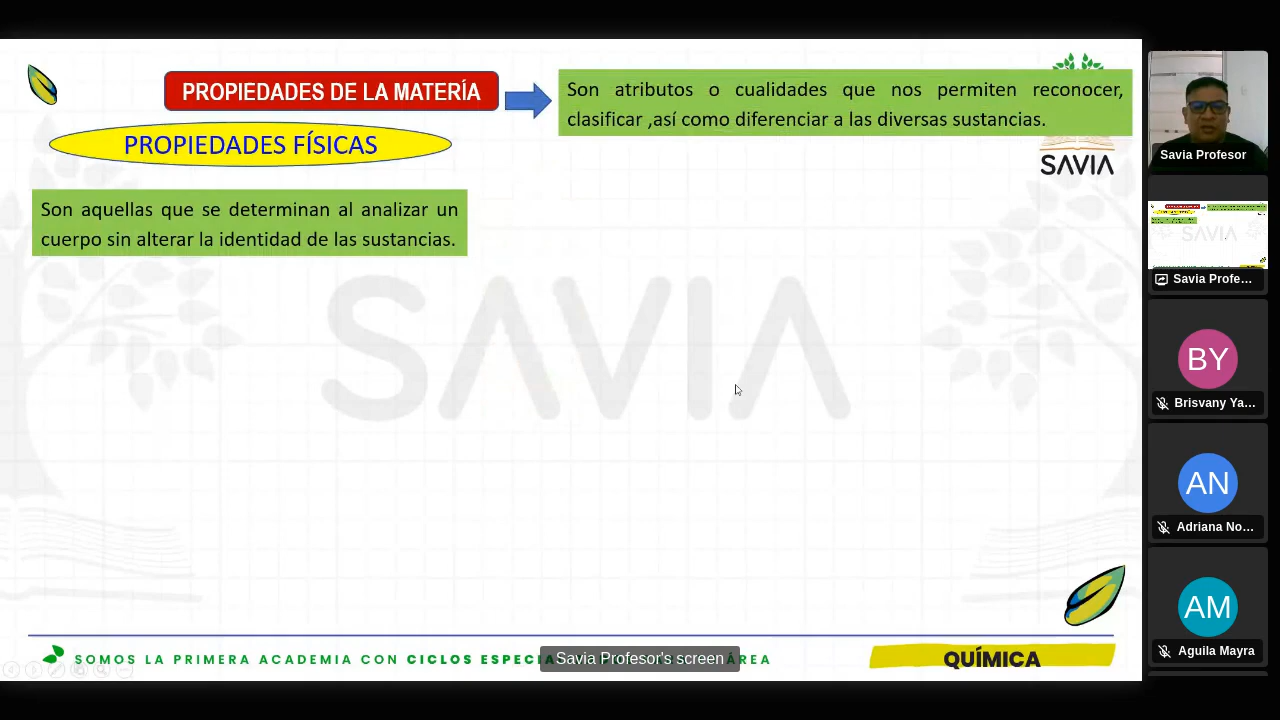 PROPIEDADES DE LA MATERÍA
Son atributos o cualidades que nos permiten reconocer,
clasificar ,así como diferenciar a las diversas sustancias.
PROPIEDADES FÍSICAS
SAVIA
Son aquellas que se determinan al analizar un
cuerpo sin alterar la identidad de las sustancias.
SAVIA
SOMOS LA PRIMERA ACADEMIA CON CICLOS
Savia Profesor's screen
QUÍMICA
Savia Profesor
SAVIA
Savia Profe...
BY
Brisvany Ya...
AN
Adriana No...
AM
Aguila Mayra